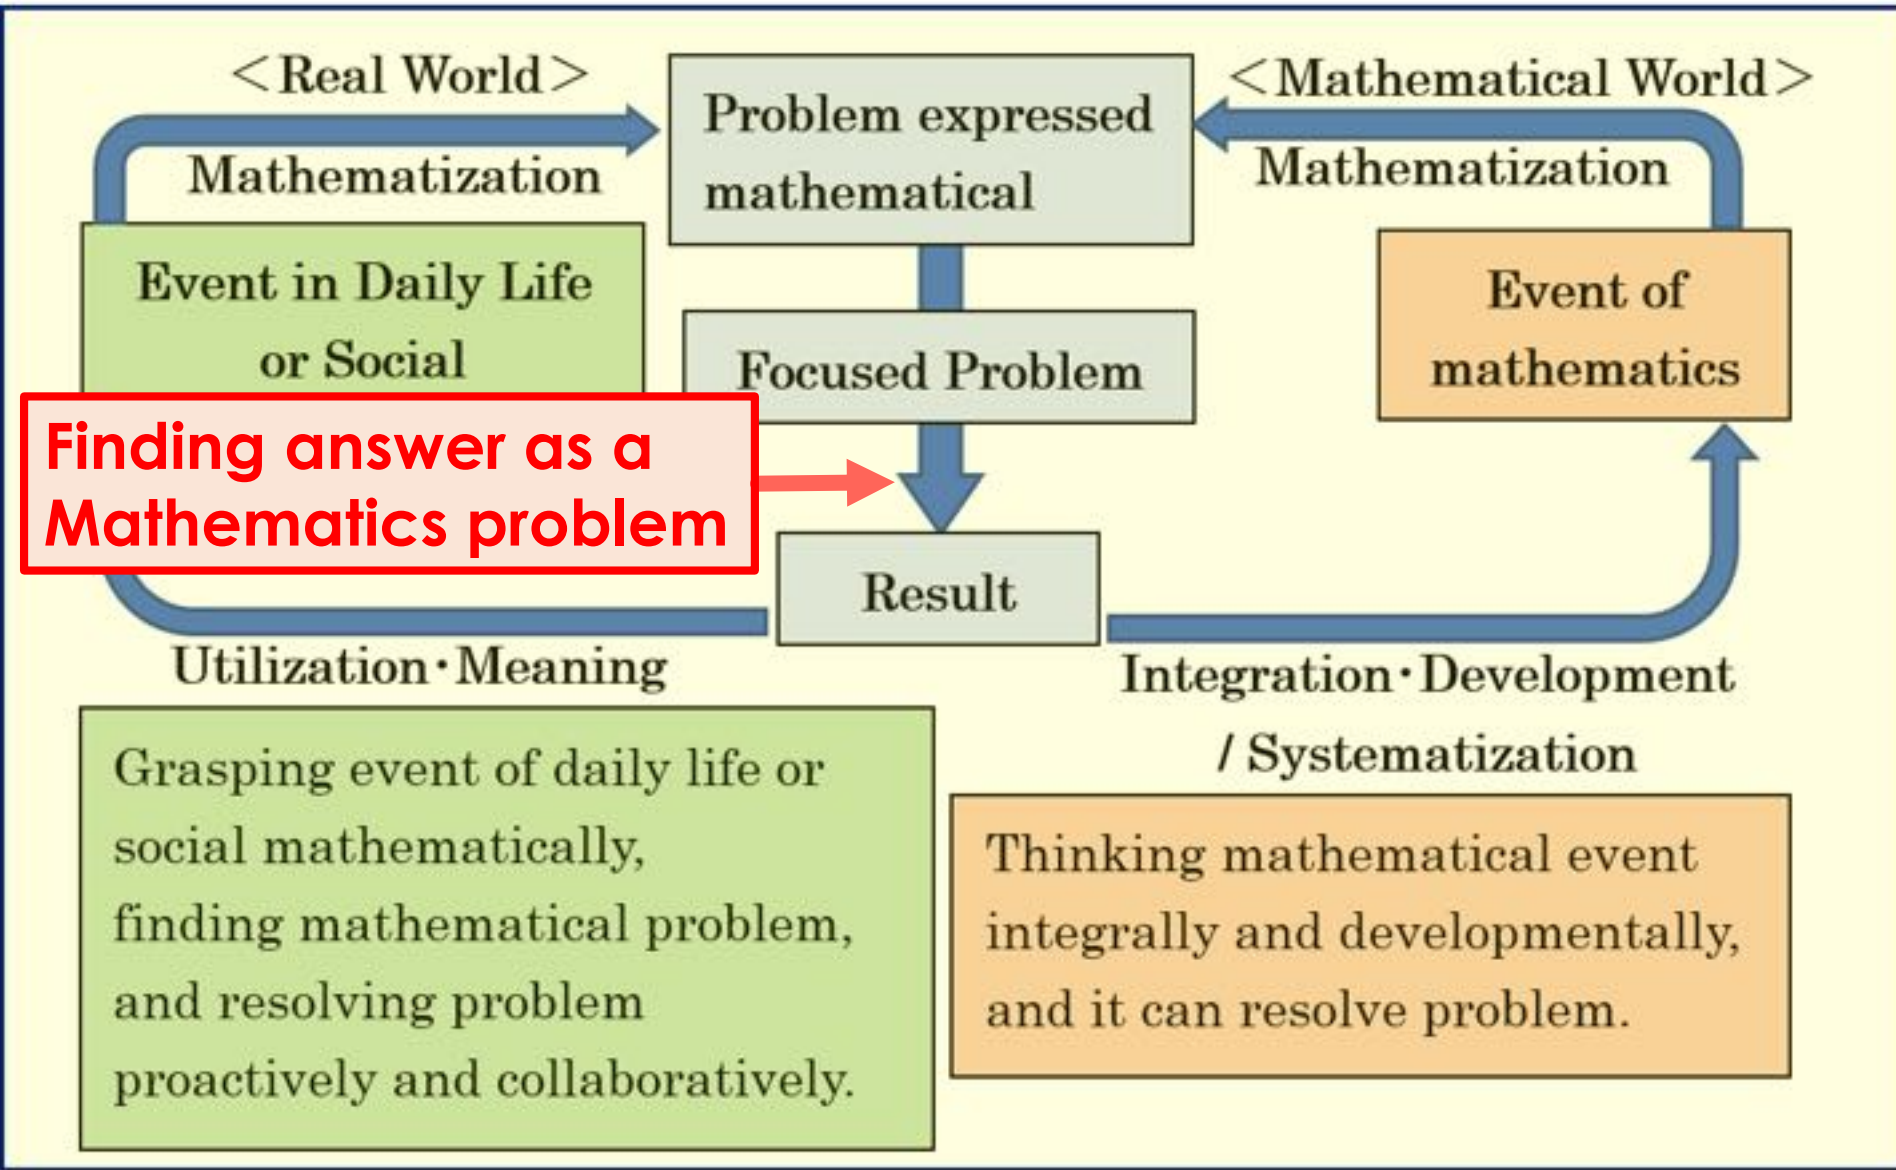 <Real World>
Mathematization
Problem expressed
mathematical
<Mathematical World>
Mathematization
Event in Daily Life
or Social
Focused Problem
Event of
mathematics
Finding answer as a
Mathematics problem
Result
Utilization・Meaning
Integration・Development
/ Systematization
Grasping event of daily life or
social mathematically,
finding mathematical problem,
and resolving problem
proactively and collaboratively.
Thinking mathematical event
integrally and developmentally,
and it can resolve problem.